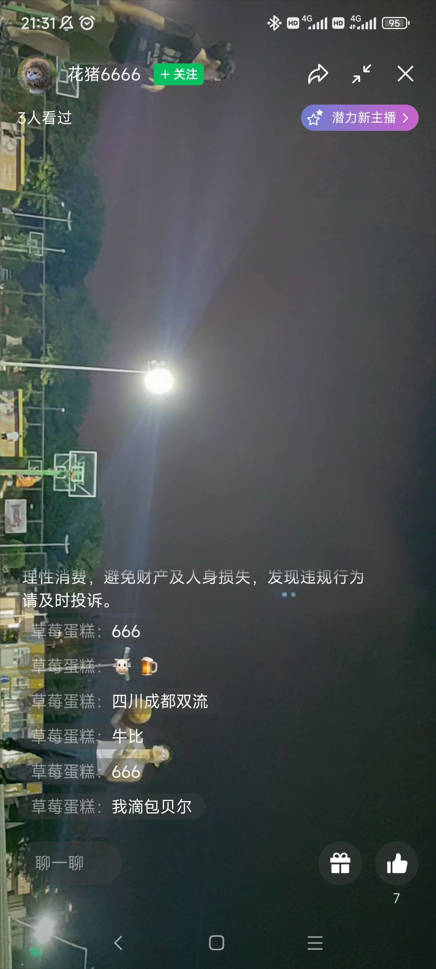 21:31
HD 4G HD 4G 95
花猪6666
+ 关注
3人看过
潜力新主播
理性消费，避免财产及人身损失，发现违规行为
请及时投诉。
草莓蛋糕：666
草莓蛋糕：🐮🍺
草莓蛋糕：四川成都双流
草莓蛋糕：牛比
草莓蛋糕：666
草莓蛋糕：我滴包贝尔
聊一聊
7